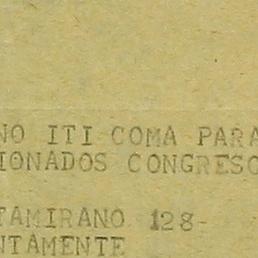 NO ITI COMA PARA
IONADOS CONGRESO
TAMIRANO 128-
NTAMENTE